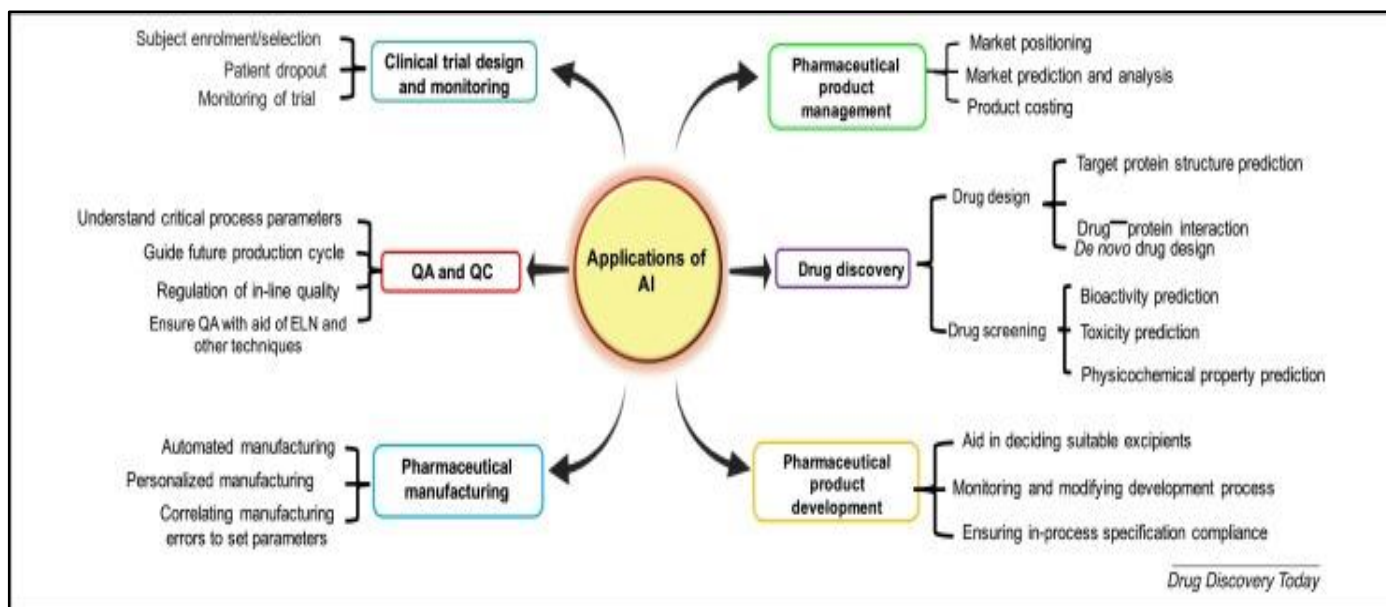 Subject enrolment/selection
Patient dropout
Monitoring of trial
Clinical trial design
and monitoring
Pharmaceutical
product
management
Market positioning
Market prediction and analysis
Product costing
Understand critical process parameters
Guide future production cycle
Regulation of in-line quality
Ensure QA with aid of ELN and
other techniques
QA and QC
Applications of
AI
Drug discovery
Drug design
Target protein structure prediction
Drug—protein interaction
De novo drug design
Drug screening
Bioactivity prediction
Toxicity prediction
Physicochemical property prediction
Automated manufacturing
Personalized manufacturing
Correlating manufacturing
errors to set parameters
Pharmaceutical
manufacturing
Pharmaceutical
product
development
Aid in deciding suitable excipients
Monitoring and modifying development process
Ensuring in-process specification compliance
Drug Discovery Today